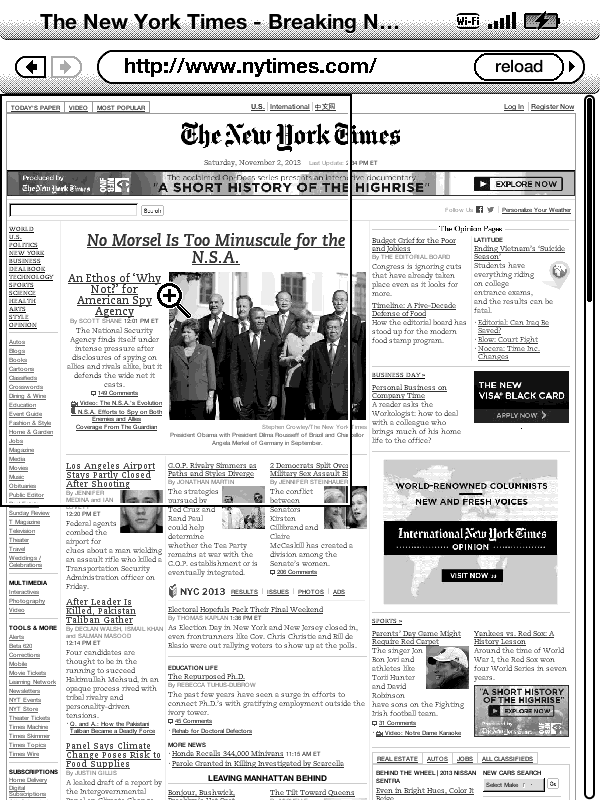 The New York Times - Breaking N...
Wi-Fi
http://www.nytimes.com/
reload
TODAY'S PAPER VIDEO MOST POPULAR
U.S. International 中文网
Log In Register Now
The New York Times
Saturday, November 2, 2013 Last Update: 2:34 PM ET
Produced by
The New York Times
The acclaimed Op-Docs series presents an interactive documentary.
"A SHORT HISTORY OF THE HIGHRISE"
EXPLORE NOW
Search
Follow Us
Personalize Your Weather
WORLD
U.S.
POLITICS
NEW YORK
BUSINESS
DEALBOOK
TECHNOLOGY
SPORTS
SCIENCE
HEALTH
ARTS
STYLE
OPINION
Autos
Blogs
Books
Cartoons
Classifieds
Crosswords
Dining & Wine
Education
Event Guide
Fashion & Style
Home & Garden
Jobs
Magazine
Media
Movies
Music
Obituaries
Public Editor
Sunday Review
T Magazine
Television
Theater
Travel
Weddings /
Celebrations
MULTIMEDIA
Interactives
Photography
Video
TOOLS & MORE
Alerts
Beta 620
Corrections
Mobile
Movie Tickets
Learning Network
Newsletters
NYT Events
NYT Store
Theater Tickets
Times Machine
Times Skimmer
Times Topics
Times Wire
SUBSCRIPTIONS
Home Delivery
Digital
Subscriptions
No Morsel Is Too Minuscule for the
N.S.A.
An Ethos of 'Why
Not?' for
American Spy
Agency
By SCOTT SHANE 12:01 PM ET
The National Security
Agency finds itself under
intense pressure after
disclosures of spying on
allies and rivals alike, but it
defends the wide net it
casts.
149 Comments
Video: The N.S.A.'s Evolution
N.S.A. Efforts to Spy on Both
Enemies and Allies
Coverage From The Guardian
Stephen Crowley/The New York Times
President Obama with President Dilma Rousseff of Brazil and Chancellor
Angela Merkel of Germany in September.
Los Angeles Airport
Stays Partly Closed
After Shooting
By JENNIFER
MEDINA and IAN
12:20 PM ET
Federal agents
combed the
airport for
clues about a man wielding
an assault rifle who killed a
Transportation Security
Administration officer on
Friday.
After Leader Is
Killed, Pakistan
Taliban Gather
By DECLAN WALSH, ISMAIL KHAN
and SALMAN MASOOD
12:14 PM ET
Four candidates are
thought to be in the
running to succeed
Hakimullah Mehsud, in an
opaque process rived with
tribal rivalry and
personality-driven
tensions.
· Q. and A.: How the Pakistani
Taliban Became a Deadly Force
Panel Says Climate
Change Poses Risk to
Food Supplies
By JUSTIN GILLIS
A leaked draft of a report by
the Intergovernmental
G.O.P. Rivalry Simmers as
Paths and Styles Diverge
By JONATHAN MARTIN
The strategies
pursued by
Ted Cruz and
Rand Paul
could help
determine
whether the Tea Party
remains at war with the
G.O.P. establishment or is
eventually integrated.
2 Democrats Split Over
Military Sex Assault Bill
By JENNIFER STEINHAUER
The conflict
between
Senators
Kirsten
Gillibrand and
Claire
McCaskill has created a
division among the
Senate's women.
206 Comments
NYC 2013 RESULTS ISSUES PHOTOS ADS
Electoral Hopefuls Pack Their Final Weekend
By THOMAS KAPLAN 1:36 PM ET
As Election Day in New York and New Jersey closed in,
even frontrunners like Gov. Chris Christie and Bill de
Blasio were out rallying voters to show up at the polls.
EDUCATION LIFE
The Repurposed Ph.D.
By REBECCA TUHUS-DUBROW
The past few years have seen a surge in efforts to
connect Ph.D.'s with gratifying employment outside the
ivory tower.
45 Comments
· Rehab for Doctoral Defectors
MORE NEWS
· Honda Recalls 344,000 Minivans 11:15 AM ET
· Parole Granted in Killing Investigated by Scarcella
LEAVING MANHATTAN BEHIND
Bonjour, Bushwick,
The Tilt Toward Queens
The Opinion Pages
Budget Grief for the Poor
and Jobless
By THE EDITORIAL BOARD
Congress is ignoring cuts
that have already taken
place even as it looks for
more.
Timeline: A Five-Decade
Defense of Food
How the editorial board has
stood up for the modern
food stamp program.
LATITUDE
Ending Vietnam's 'Suicide
Season'
Students have
everything riding
on college
entrance exams,
and the results can be
fatal.
· Editorial: Can Iraq Be
Saved?
· Blow: Court Fight
· Nocera: Time Inc.
Changes
BUSINESS DAY »
Personal Business on
Company Time
A reader asks the
Workologist: how to deal
with a colleague who
brings much of his home
life to the office?
THE NEW
VISA® BLACK CARD
APPLY NOW
WORLD-RENOWNED COLUMNISTS
NEW AND FRESH VOICES
International New York Times
OPINION
VISIT NOW
SPORTS »
Parents' Day Game Might
Require Red Carpet
The singer Jon
Bon Jovi and
athletes like
Torii Hunter
and David
Robinson
have sons on the Fighting
Irish football team.
31 Comments
Video: Notre Dame Karaoke
Yankees vs. Red Sox: A
History Lesson
Around the time of World
War I, the Red Sox won
four World Series in seven
years.
"A SHORT HISTORY
OF THE HIGHRISE"
EXPLORE NOW
REAL ESTATE AUTOS JOBS ALL CLASSIFIEDS
BEHIND THE WHEEL | 2013 NISSAN
SENTRA
Even in Bright Hues, Color It
NEW CARS SEARCH
Select Make
Go